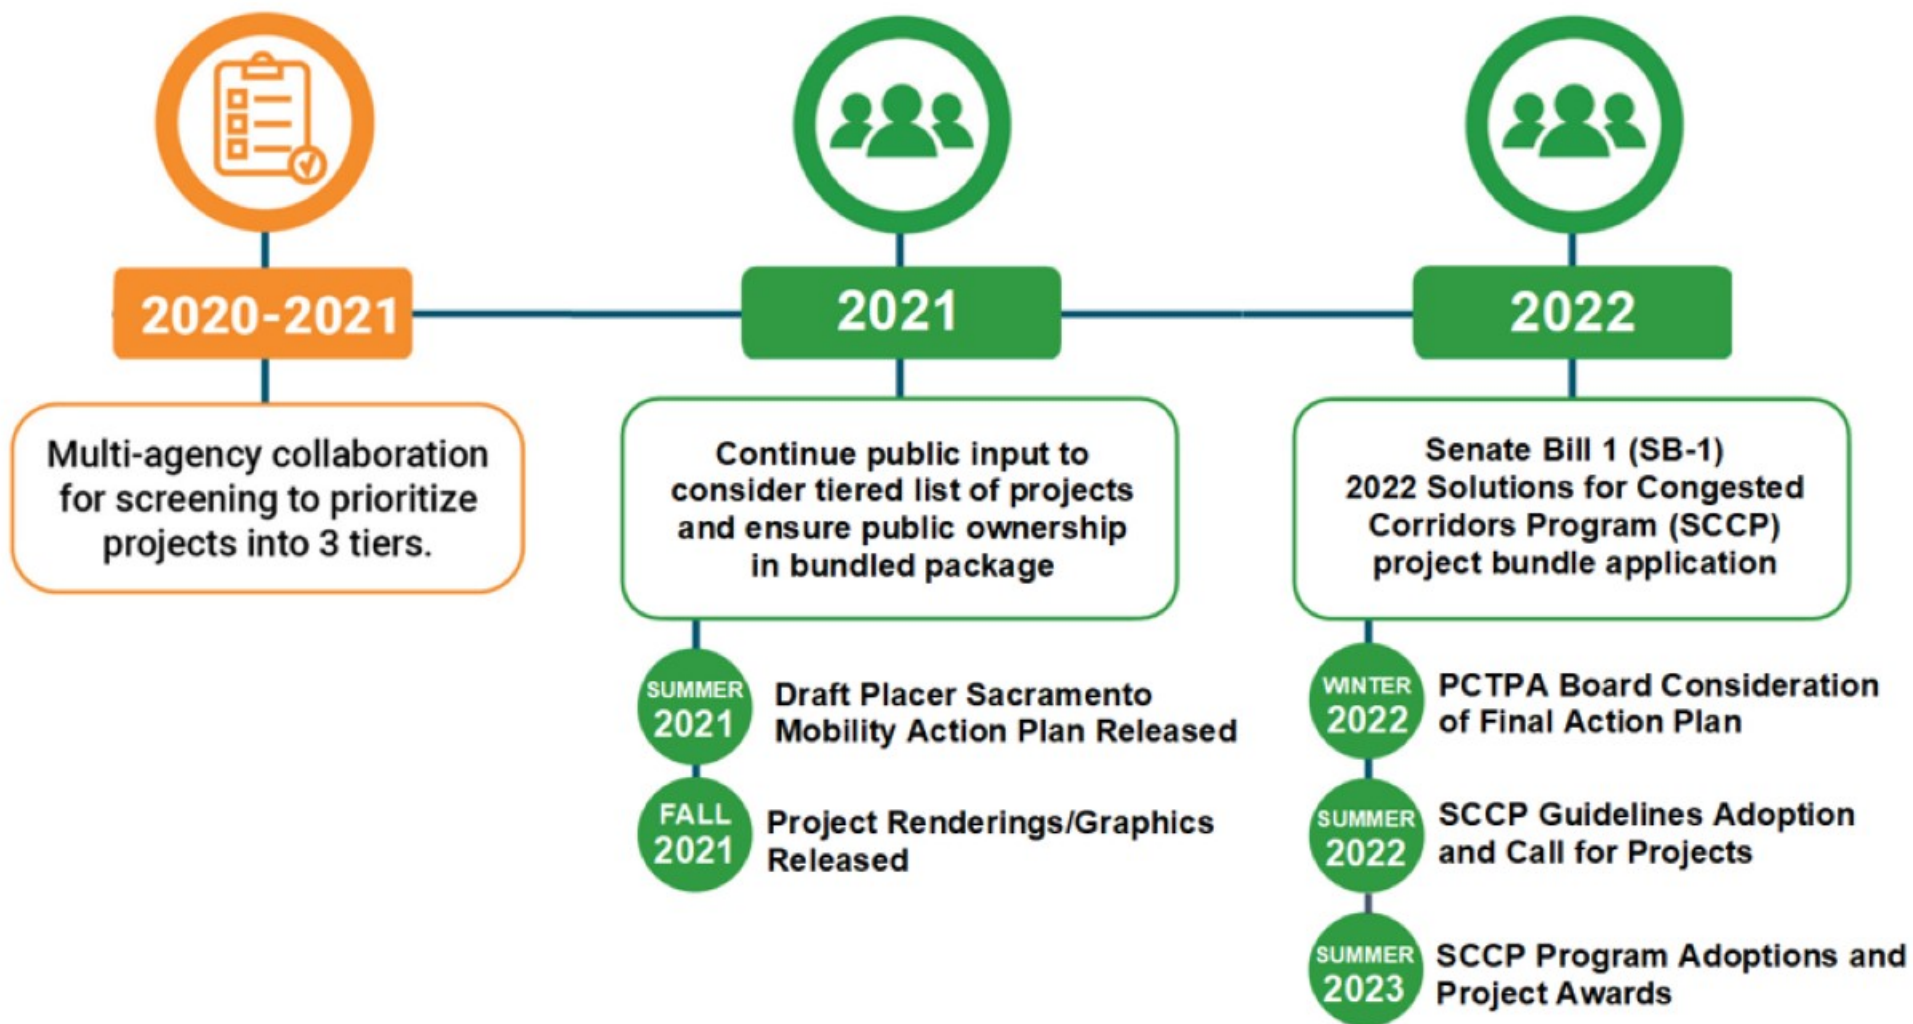 2020-2021
Multi-agency collaboration
for screening to prioritize
projects into 3 tiers.
2021
Continue public input to
consider tiered list of projects
and ensure public ownership
in bundled package
SUMMER
2021
Draft Placer Sacramento
Mobility Action Plan Released
FALL
2021
Project Renderings/Graphics
Released
2022
Senate Bill 1 (SB-1)
2022 Solutions for Congested
Corridors Program (SCCP)
project bundle application
WINTER
2022
PCTPA Board Consideration
of Final Action Plan
SUMMER
2022
SCCP Guidelines Adoption
and Call for Projects
SUMMER
2023
SCCP Program Adoptions and
Project Awards